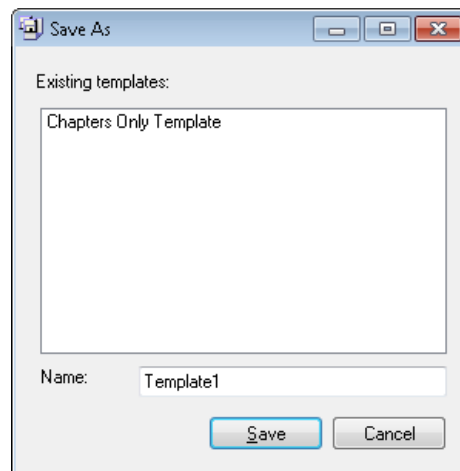 Save As
Existing templates:
Chapters Only Template
Name:
Template1
Save
Cancel